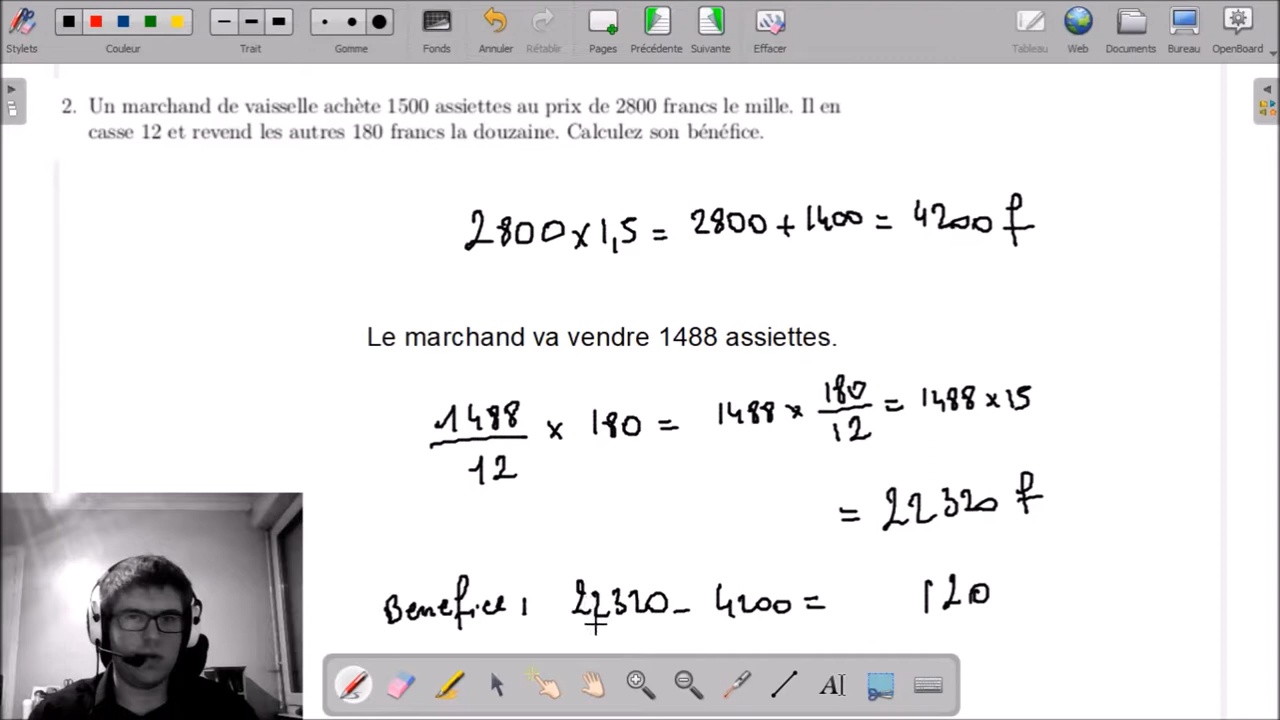 Stylets Couleur Trait Gomme Fonds Annuler Rétablir Pages Précédente Suivante Effacer Tableau Web Documents Bureau OpenBoard
2. Un marchand de vaisselle achète 1500 assiettes au prix de 2800 francs le mille. Il en
casse 12 et revend les autres 180 francs la douzaine. Calculez son bénéfice.
2800 x 1,5 = 2800 + 1400 = 4200 f
Le marchand va vendre 1488 assiettes.
1488/12 x 180 = 1488 x 180/12 = 1488 x 15
= 22320 f
Benefice : 22320 - 4200 = 120